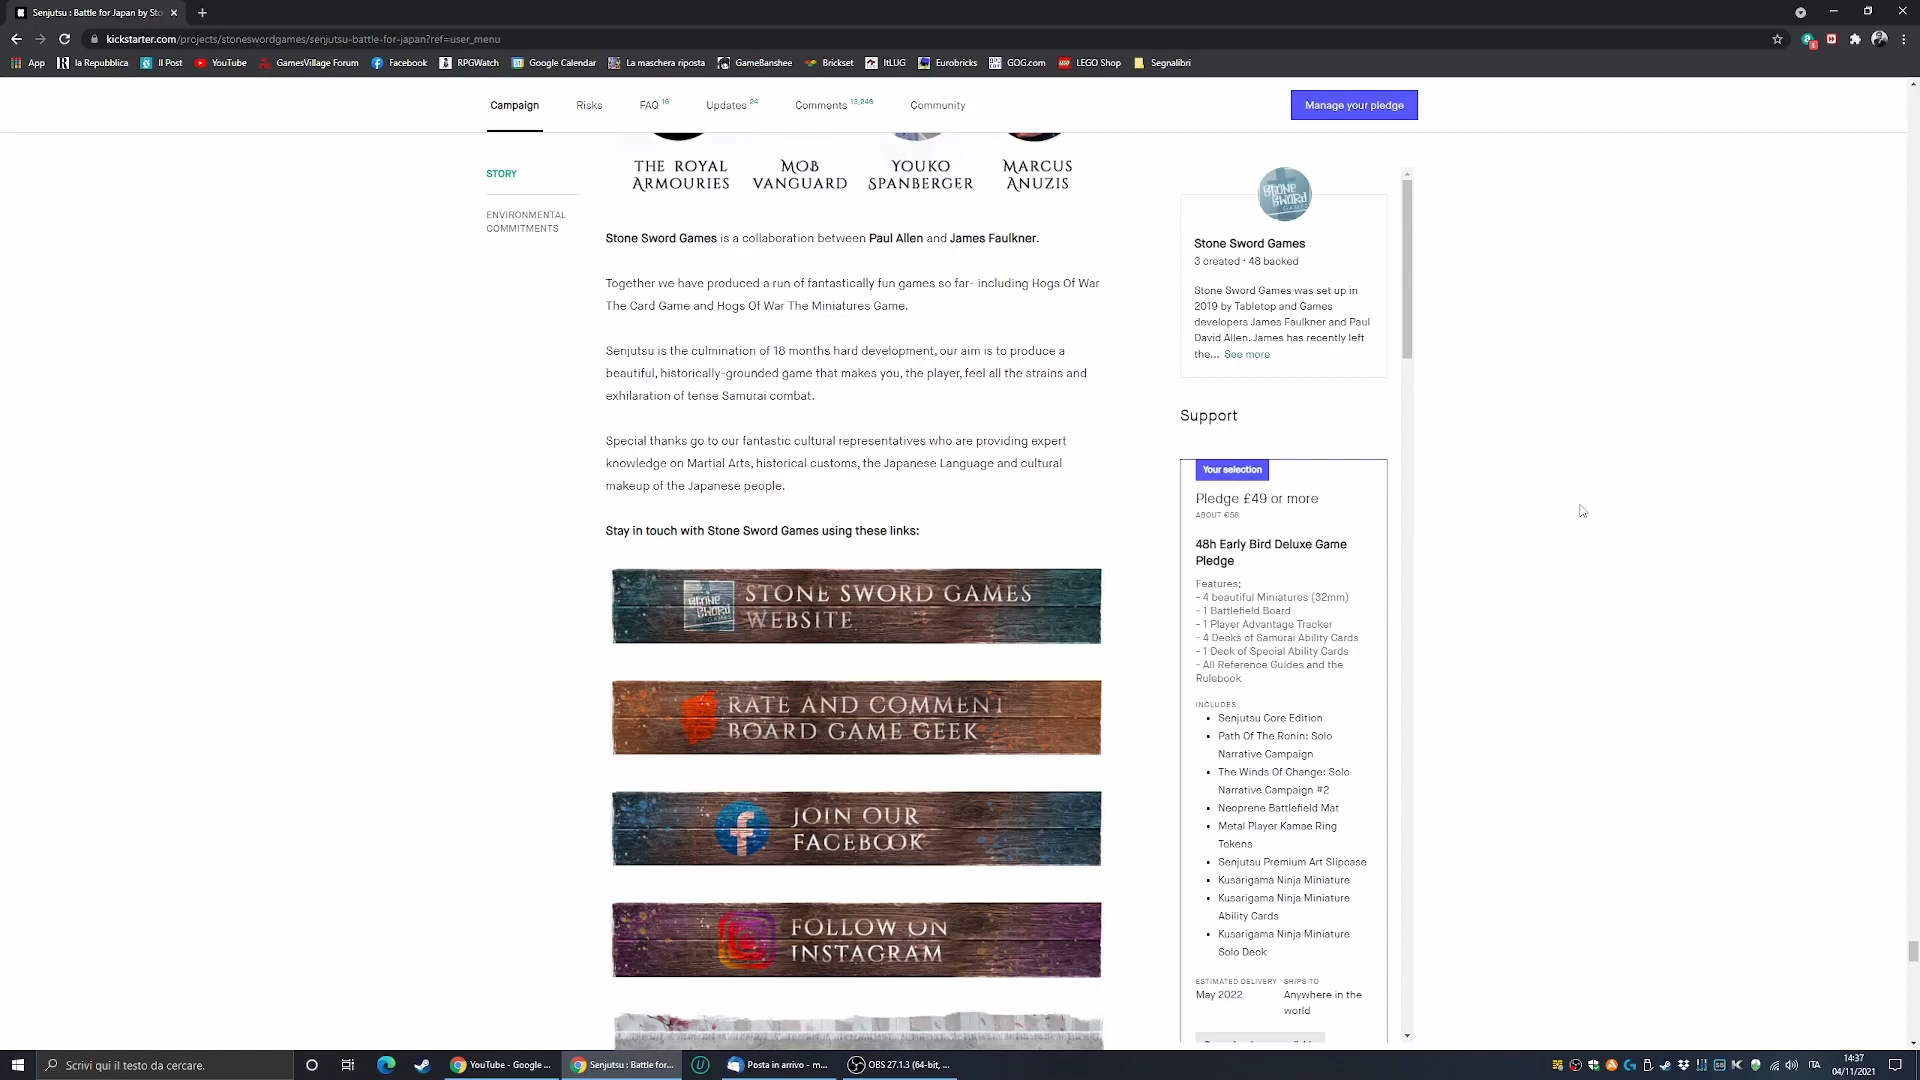 Senjutsu : Battle for Japan by Sto
kickstarter.com/projects/stoneswordgames/senjutsu-battle-for-japan?ref=user_menu
App
la Repubblica
Il Post
YouTube
GamesVillage Forum
Facebook
RPGWatch
Google Calendar
La maschera riposta
GameBanshee
Brickset
ItLUG
Eurobricks
GOG.com
LEGO Shop
Segnalibri
Campaign
Risks
FAQ 16
Updates 24
Comments 13,246
Community
Manage your pledge
STORY
ENVIRONMENTAL
COMMITMENTS
THE ROYAL
ARMOURIES
MOB
VANGUARD
YOUKO
SPANBERGER
MARCUS
ANUZIS
Stone Sword Games is a collaboration between Paul Allen and James Faulkner.
Together we have produced a run of fantastically fun games so far- including Hogs Of War
The Card Game and Hogs Of War The Miniatures Game.
Senjutsu is the culmination of 18 months hard development, our aim is to produce a
beautiful, historically-grounded game that makes you, the player, feel all the strains and
exhilaration of tense Samurai combat.
Special thanks go to our fantastic cultural representatives who are providing expert
knowledge on Martial Arts, historical customs, the Japanese Language and cultural
makeup of the Japanese people.
Stay in touch with Stone Sword Games using these links:
STONE SWORD GAMES
STONE SWORD GAMES
WEBSITE
RATE AND COMMENT
BOARD GAME GEEK
JOIN OUR
FACEBOOK
FOLLOW ON
INSTAGRAM
STONE SWORD GAMES
Stone Sword Games
3 created · 48 backed
Stone Sword Games was set up in
2019 by Tabletop and Games
developers James Faulkner and Paul
David Allen. James has recently left
the... See more
Support
Your selection
Pledge £49 or more
ABOUT €58
48h Early Bird Deluxe Game
Pledge
Features;
- 4 beautiful Miniatures (32mm)
- 1 Battlefield Board
- 1 Player Advantage Tracker
- 4 Decks of Samurai Ability Cards
- 1 Deck of Special Ability Cards
- All Reference Guides and the
Rulebook
INCLUDES:
Senjutsu Core Edition
Path Of The Ronin: Solo
Narrative Campaign
The Winds Of Change: Solo
Narrative Campaign #2
Neoprene Battlefield Mat
Metal Player Kamae Ring
Tokens
Senjutsu Premium Art Slipcase
Kusarigama Ninja Miniature
Kusarigama Ninja Miniature
Ability Cards
Kusarigama Ninja Miniature
Solo Deck
ESTIMATED DELIVERY
May 2022
SHIPS TO
Anywhere in the
world
Scrivi qui il testo da cercare.
YouTube - Google ...
Senjutsu : Battle for...
Posta in arrivo - m...
OBS 27.1.3 (64-bit, ...
ITA
14:37
04/11/2021